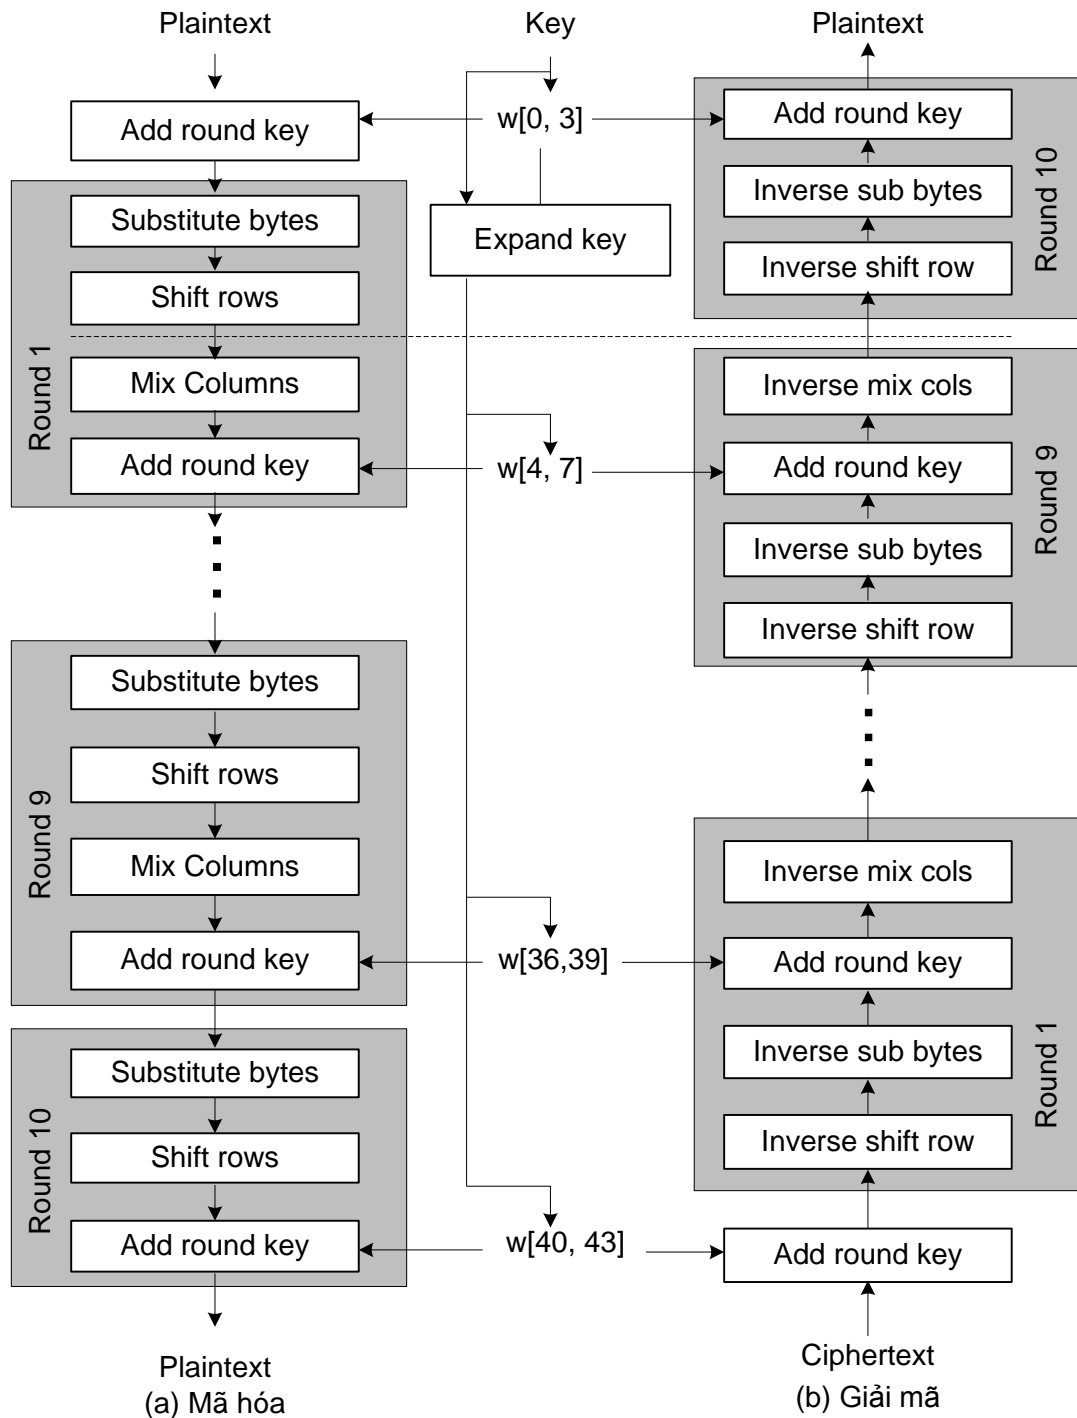 Plaintext
Key
Plaintext
Add round key
w[0, 3]
Add round key
Substitute bytes
Inverse sub bytes
Round 10
Expand key
Shift rows
Inverse shift row
Round 1
Mix Columns
Inverse mix cols
Add round key
w[4, 7]
Add round key
Round 9
Inverse sub bytes
Inverse shift row
Substitute bytes
Shift rows
Round 9
Mix Columns
Inverse mix cols
Add round key
w[36,39]
Add round key
Substitute bytes
Inverse sub bytes
Round 1
Round 10
Shift rows
Inverse shift row
Add round key
w[40, 43]
Add round key
Plaintext
Ciphertext
(a) Mã hóa
(b) Giải mã